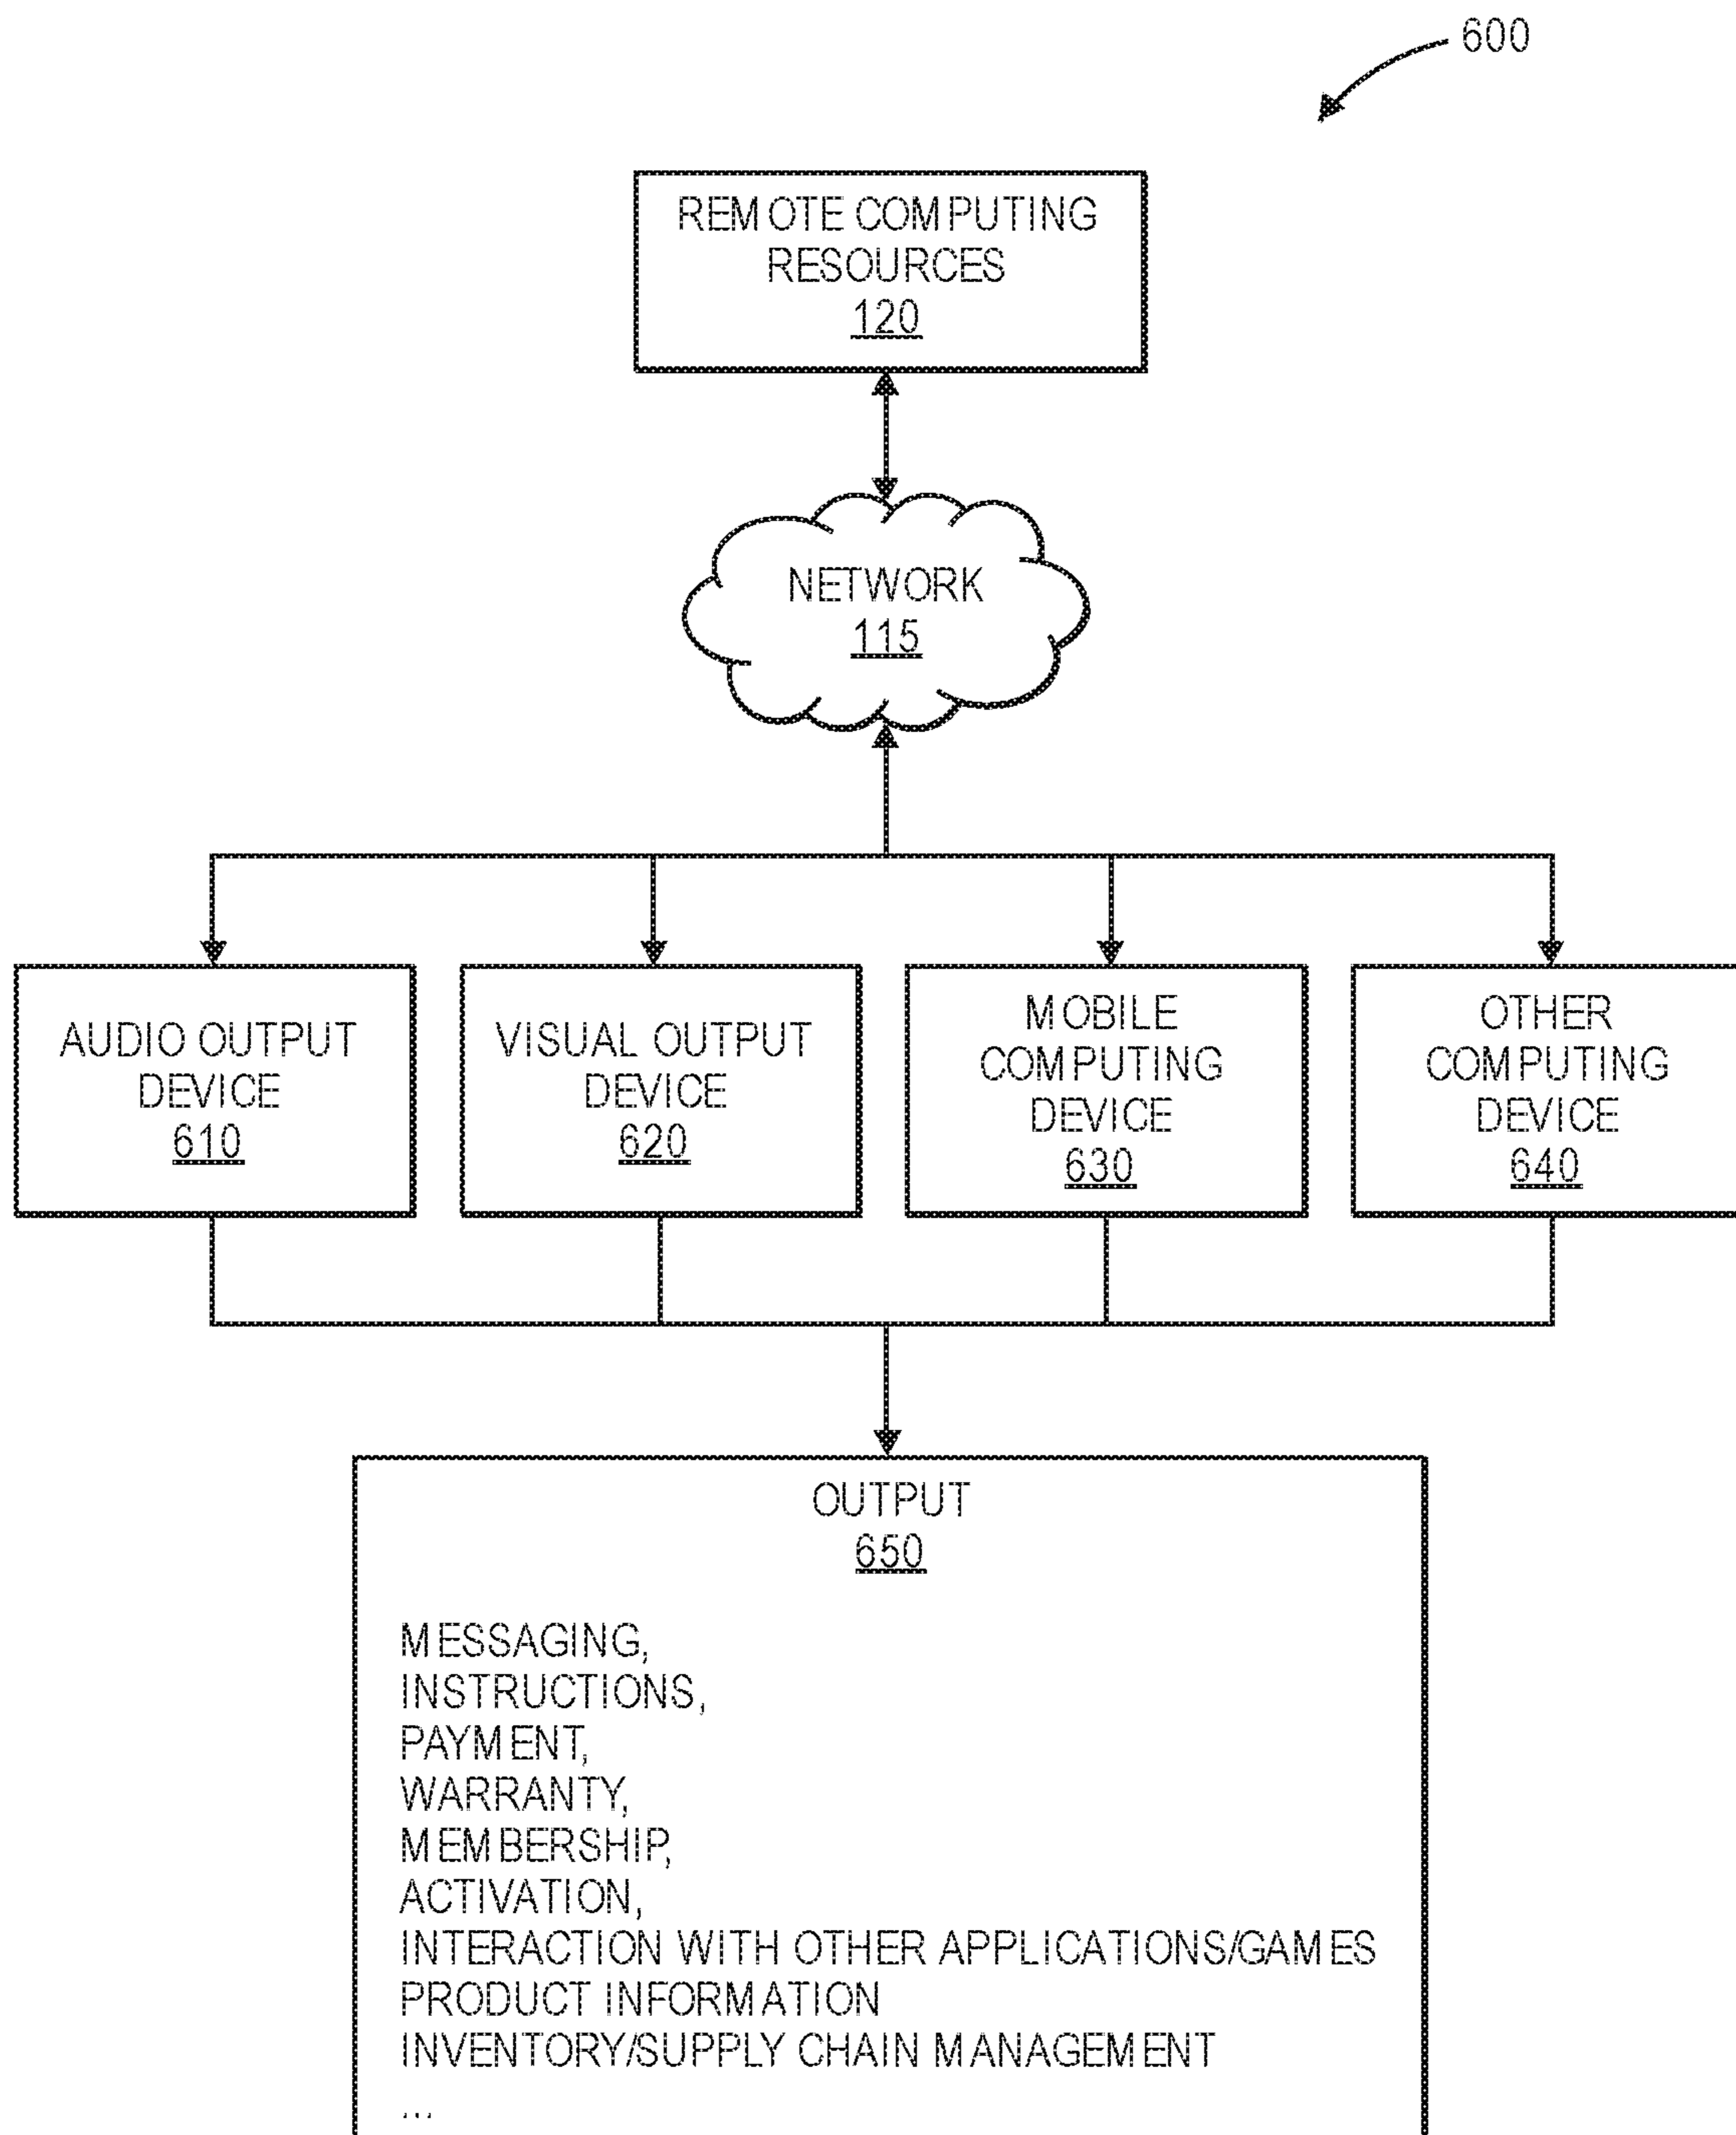 600
REMOTE COMPUTING
RESOURCES
120
NETWORK
115
AUDIO OUTPUT
DEVICE
610
VISUAL OUTPUT
DEVICE
620
MOBILE
COMPUTING
DEVICE
630
OTHER
COMPUTING
DEVICE
640
OUTPUT
650
MESSAGING,
INSTRUCTIONS,
PAYMENT,
WARRANTY,
MEMBERSHIP,
ACTIVATION,
INTERACTION WITH OTHER APPLICATIONS/GAMES
PRODUCT INFORMATION
INVENTORY/SUPPLY CHAIN MANAGEMENT
...